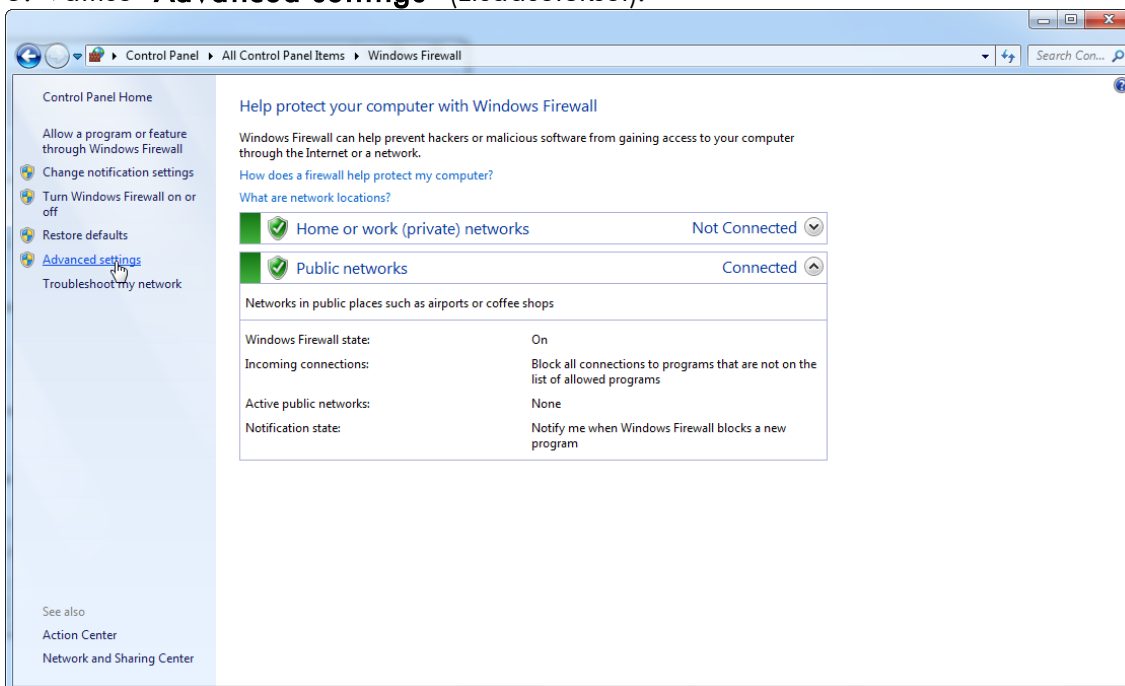 "Advanced settings"
Control Panel ▸ All Control Panel Items ▸ Windows Firewall
Search Con...
Control Panel Home
Allow a program or feature
through Windows Firewall
Change notification settings
Turn Windows Firewall on or
off
Restore defaults
Advanced settings
Troubleshoot my network
See also
Action Center
Network and Sharing Center
Help protect your computer with Windows Firewall
Windows Firewall can help prevent hackers or malicious software from gaining access to your computer
through the Internet or a network.
How does a firewall help protect my computer?
What are network locations?
Home or work (private) networks Not Connected
Public networks Connected
Networks in public places such as airports or coffee shops
Windows Firewall state: On
Incoming connections: Block all connections to programs that are not on the
list of allowed programs
Active public networks: None
Notification state: Notify me when Windows Firewall blocks a new
program